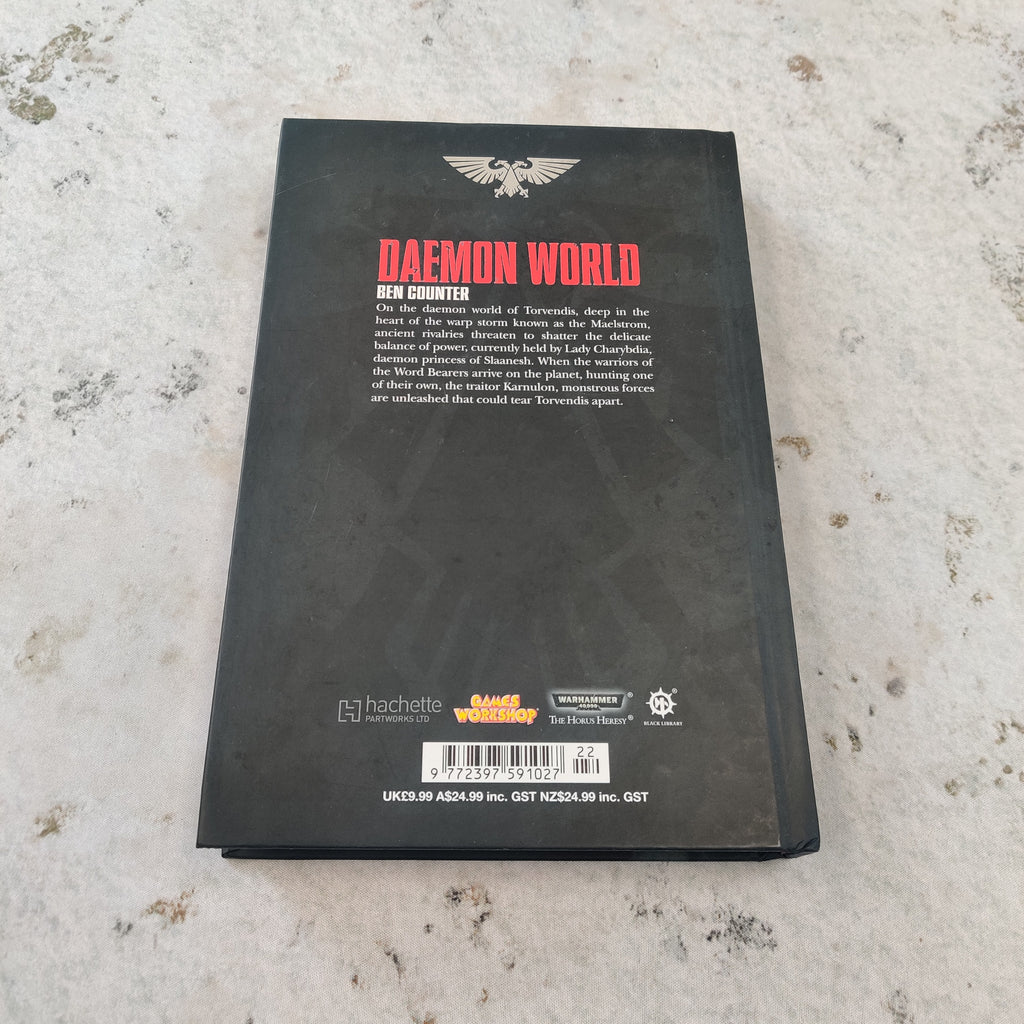 DAEMON WORLD
BEN COUNTER
On the daemon world of Torvendis, deep in the
heart of the warp storm known as the Maelstrom,
ancient rivalries threaten to shatter the delicate
balance of power, currently held by Lady Charybdia,
daemon princess of Slaanesh. When the warriors of
the Word Bearers arrive on the planet, hunting one
of their own, the traitor Karnulon, monstrous forces
are unleashed that could tear Torvendis apart.
hachette
PARTWORKS LTD
GAMES
WORKSHOP®
WARHAMMER®
40,000
THE HORUS HERESY®
®
BLACK LIBRARY
22
9 772397 591027
UK£9.99 A$24.99 inc. GST NZ$24.99 inc. GST